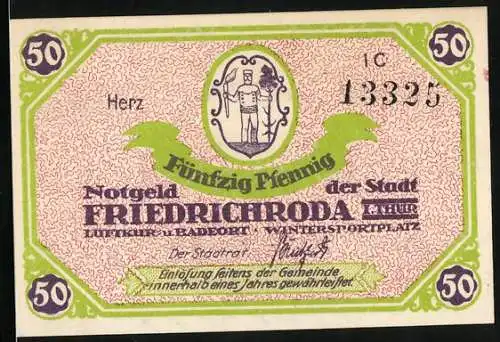 50
50
1C
Herz
13325
Fünfzig Pfennig
Notgeld der Stadt
FRIEDRICHRODA I. THÜR
LUFTKUR- u. BADEORT · WINTERSPORTPLATZ
Der Stadtrat
Einlösung seitens der Gemeinde
innerhalb eines Jahres gewährleistet.
50
50